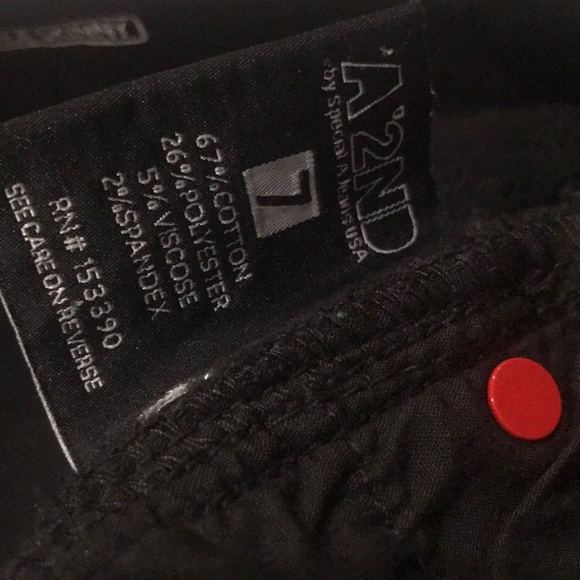 SKINNY
A'2ND
by Special A Jeans USA
7
67%COTTON
26%POLYESTER
5%VISCOSE
2%SPANDEX
RN# 153390
SEE CARE ON REVERSE